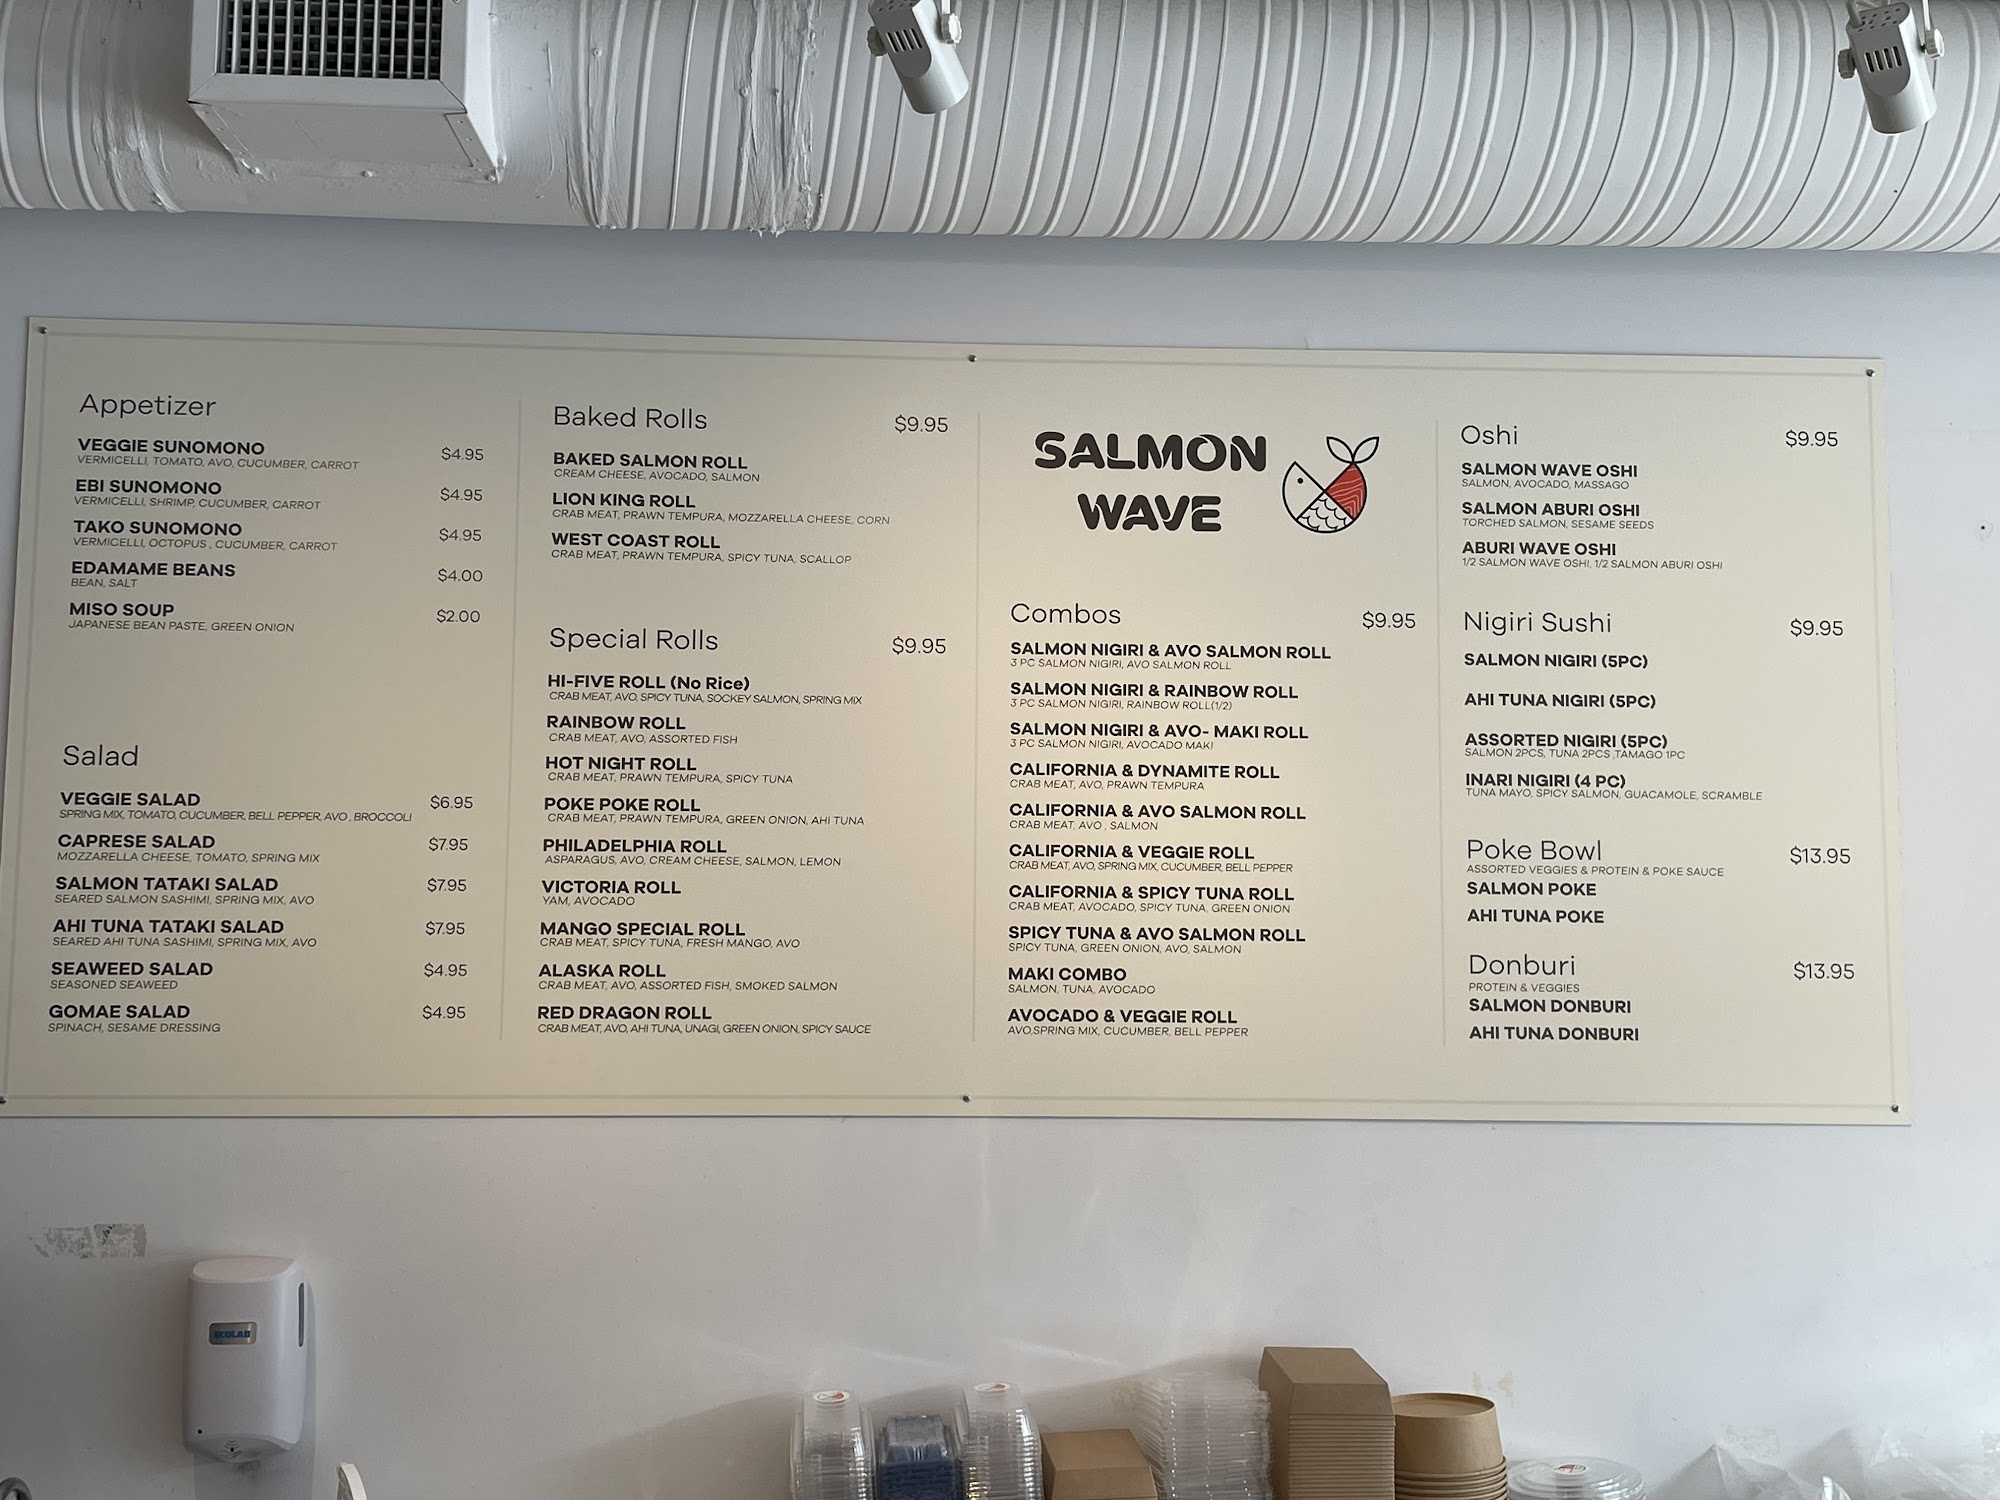 Appetizer
VEGGIE SUNOMONO $4.95
VERMICELLI, TOMATO, AVO, CUCUMBER, CARROT
EBI SUNOMONO $4.95
VERMICELLI, SHRIMP, CUCUMBER, CARROT
TAKO SUNOMONO $4.95
VERMICELLI, OCTOPUS , CUCUMBER, CARROT
EDAMAME BEANS $4.00
BEAN, SALT
MISO SOUP $2.00
JAPANESE BEAN PASTE, GREEN ONION
Salad
VEGGIE SALAD $6.95
SPRING MIX, TOMATO, CUCUMBER, BELL PEPPER, AVO , BROCCOLI
CAPRESE SALAD $7.95
MOZZARELLA CHEESE, TOMATO, SPRING MIX
SALMON TATAKI SALAD $7.95
SEARED SALMON SASHIMI, SPRING MIX, AVO
AHI TUNA TATAKI SALAD $7.95
SEARED AHI TUNA SASHIMI, SPRING MIX, AVO
SEAWEED SALAD $4.95
SEASONED SEAWEED
GOMAE SALAD $4.95
SPINACH, SESAME DRESSING
Baked Rolls $9.95
BAKED SALMON ROLL
CREAM CHEESE, AVOCADO, SALMON
LION KING ROLL
CRAB MEAT, PRAWN TEMPURA, MOZZARELLA CHEESE, CORN
WEST COAST ROLL
CRAB MEAT, PRAWN TEMPURA, SPICY TUNA, SCALLOP
Special Rolls $9.95
HI-FIVE ROLL (No Rice)
CRAB MEAT, AVO, SPICY TUNA, SOCKEY SALMON, SPRING MIX
RAINBOW ROLL
CRAB MEAT, AVO, ASSORTED FISH
HOT NIGHT ROLL
CRAB MEAT, PRAWN TEMPURA, SPICY TUNA
POKE POKE ROLL
CRAB MEAT, PRAWN TEMPURA, GREEN ONION, AHI TUNA
PHILADELPHIA ROLL
ASPARAGUS, AVO, CREAM CHEESE, SALMON, LEMON
VICTORIA ROLL
YAM, AVOCADO
MANGO SPECIAL ROLL
CRAB MEAT, SPICY TUNA, FRESH MANGO, AVO
ALASKA ROLL
CRAB MEAT, AVO, ASSORTED FISH, SMOKED SALMON
RED DRAGON ROLL
CRAB MEAT, AVO, AHI TUNA, UNAGI, GREEN ONION, SPICY SAUCE
SALMON
WAVE
Combos $9.95
SALMON NIGIRI & AVO SALMON ROLL
3 PC SALMON NIGIRI, AVO SALMON ROLL
SALMON NIGIRI & RAINBOW ROLL
3 PC SALMON NIGIRI, RAINBOW ROLL(1/2)
SALMON NIGIRI & AVO- MAKI ROLL
3 PC SALMON NIGIRI, AVOCADO MAKI
CALIFORNIA & DYNAMITE ROLL
CRAB MEAT, AVO, PRAWN TEMPURA
CALIFORNIA & AVO SALMON ROLL
CRAB MEAT, AVO , SALMON
CALIFORNIA & VEGGIE ROLL
CRAB MEAT, AVO, SPRING MIX, CUCUMBER, BELL PEPPER
CALIFORNIA & SPICY TUNA ROLL
CRAB MEAT, AVOCADO, SPICY TUNA, GREEN ONION
SPICY TUNA & AVO SALMON ROLL
SPICY TUNA, GREEN ONION, AVO, SALMON
MAKI COMBO
SALMON, TUNA, AVOCADO
AVOCADO & VEGGIE ROLL
AVO,SPRING MIX, CUCUMBER, BELL PEPPER
Oshi $9.95
SALMON WAVE OSHI
SALMON, AVOCADO, MASSAGO
SALMON ABURI OSHI
TORCHED SALMON, SESAME SEEDS
ABURI WAVE OSHI
1/2 SALMON WAVE OSHI, 1/2 SALMON ABURI OSHI
Nigiri Sushi $9.95
SALMON NIGIRI (5PC)
AHI TUNA NIGIRI (5PC)
ASSORTED NIGIRI (5PC)
SALMON 2PCS, TUNA 2PCS ,TAMAGO 1PC
INARI NIGIRI (4 PC)
TUNA MAYO, SPICY SALMON, GUACAMOLE, SCRAMBLE
Poke Bowl $13.95
ASSORTED VEGGIES & PROTEIN & POKE SAUCE
SALMON POKE
AHI TUNA POKE
Donburi $13.95
PROTEIN & VEGGIES
SALMON DONBURI
AHI TUNA DONBURI
ECOLAB